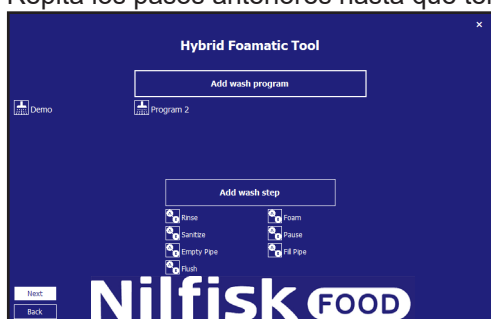 Repita los pasos anteriores hasta que
×
Hybrid Foamatic Tool
Add wash program
Demo
Program 2
Add wash step
Rinse
Foam
Sanitize
Pause
Empty Pipe
Fill Pipe
Flush
Next
Back
Nilfisk FOOD